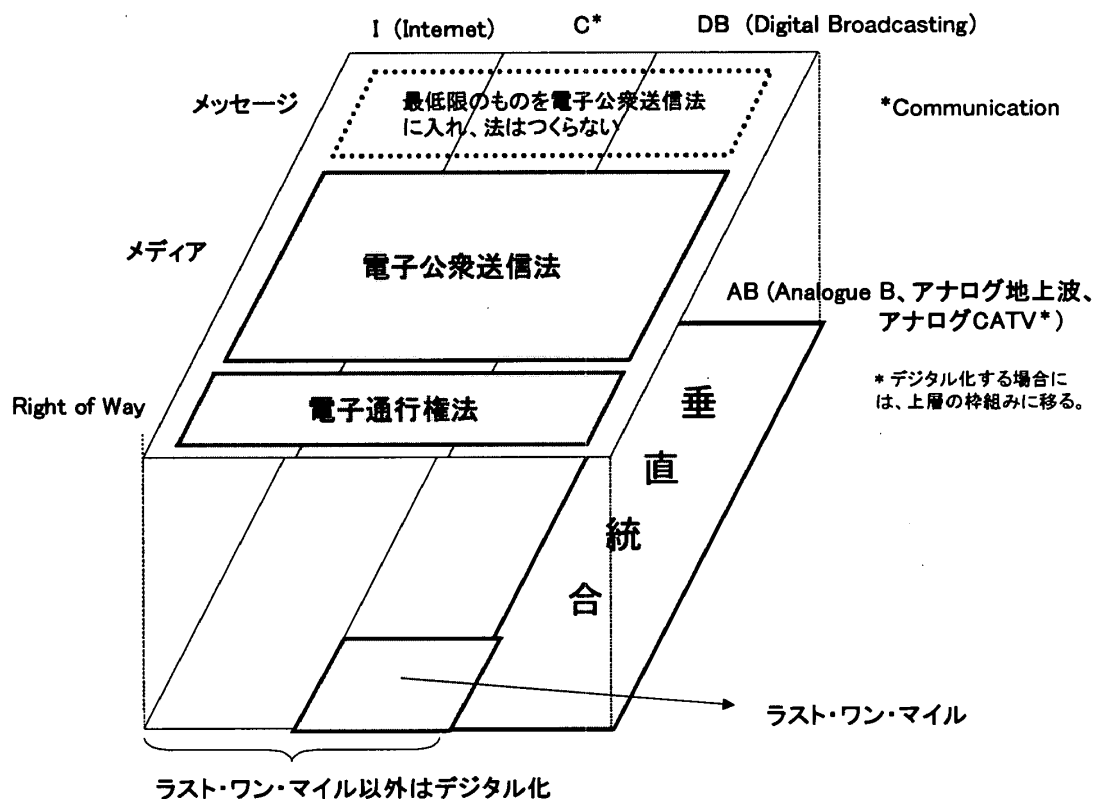 I (Internet)
C*
DB (Digital Broadcasting)
メッセージ
最低限のものを電子公衆送信法
に入れ、法はつくらない
*Communication
メディア
電子公衆送信法
AB (Analogue B、アナログ地上波、
アナログCATV*)
* デジタル化する場合に
は、上層の枠組みに移る。
Right of Way
電子通行権法
垂
直
統
合
ラスト・ワン・マイル
ラスト・ワン・マイル以外はデジタル化